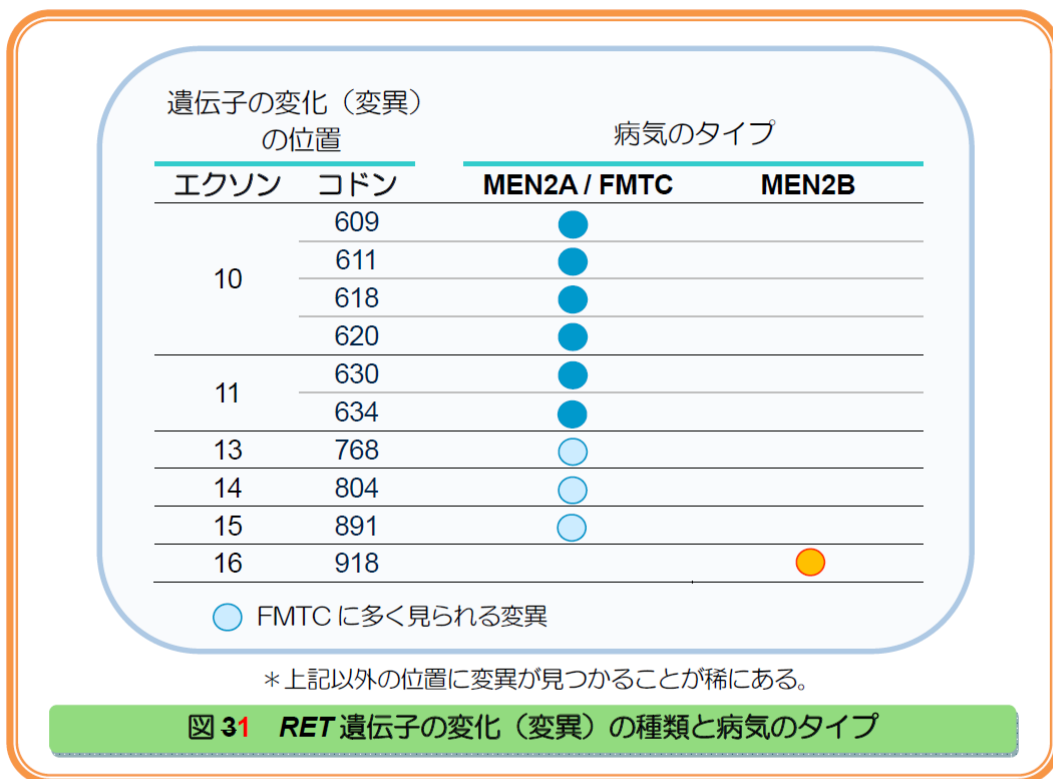 遺伝子の変化（変異）
の位置
病気のタイプ
エクソン コドン MEN2A / FMTC MEN2B
609
611
10
618
620
630
11
634
13 768
14 804
15 891
16 918
FMTC に多く見られる変異
＊上記以外の位置に変異が見つかることが稀にある。
図 31 RET 遺伝子の変化（変異）の種類と病気のタイプ